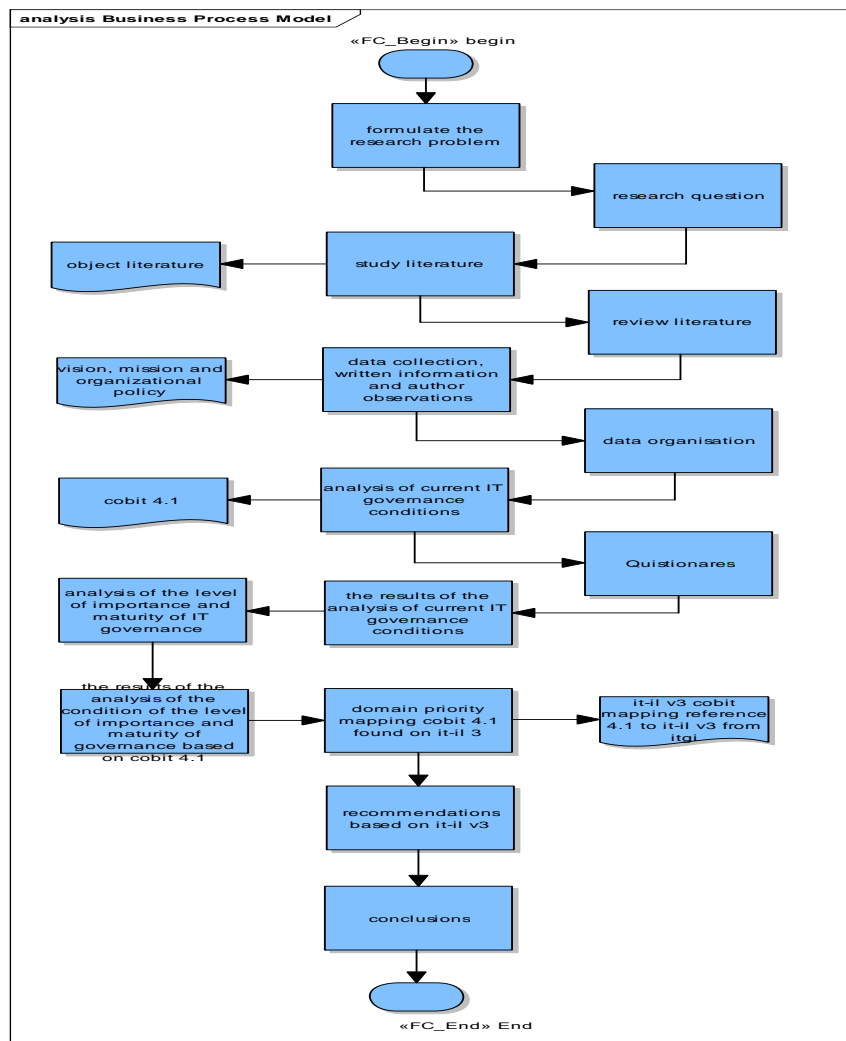 analysis Business Process Model
«FC_Begin» begin
formulate the
research problem
research question
object literature
study literature
review literature
vision, mission and
organizational
policy
data collection,
written information
and author
observations
data organisation
cobit 4.1
analysis of current IT
governance
conditions
Quistionares
analysis of the level
of importance and
maturity of IT
governance
the results of the
analysis of current IT
governance
conditions
the results of the
analysis of the
condition of the level
of importance and
maturity of
governance based
on cobit 4.1
domain priority
mapping cobit 4.1
found on it-il 3
it-il v3 cobit
mapping reference
4.1 to it-il v3 from
itgi
recommendations
based on it-il v3
conclusions
«FC_End» End